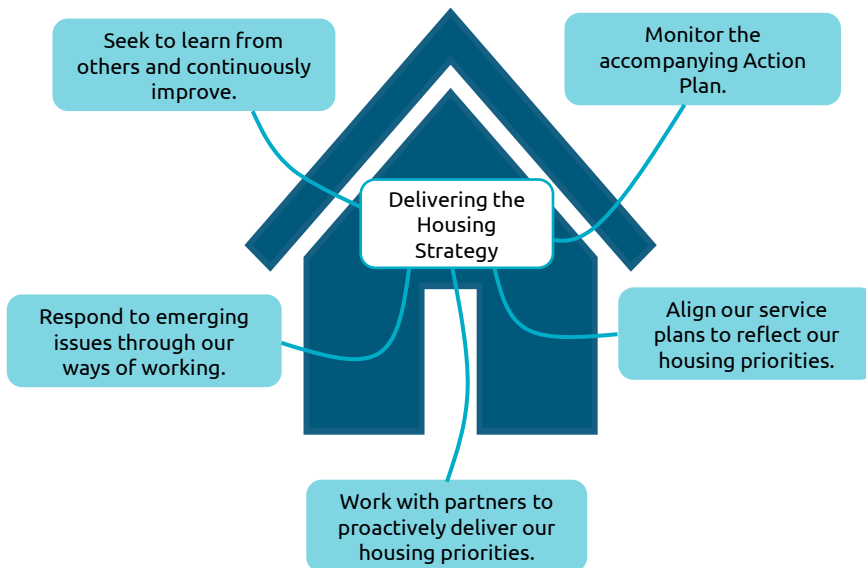 Seek to learn from
others and continuously
improve.
Monitor the
accompanying Action
Plan.
Delivering the
Housing
Strategy
Respond to emerging
issues through our
ways of working.
Align our service
plans to reflect our
housing priorities.
Work with partners to
proactively deliver our
housing priorities.